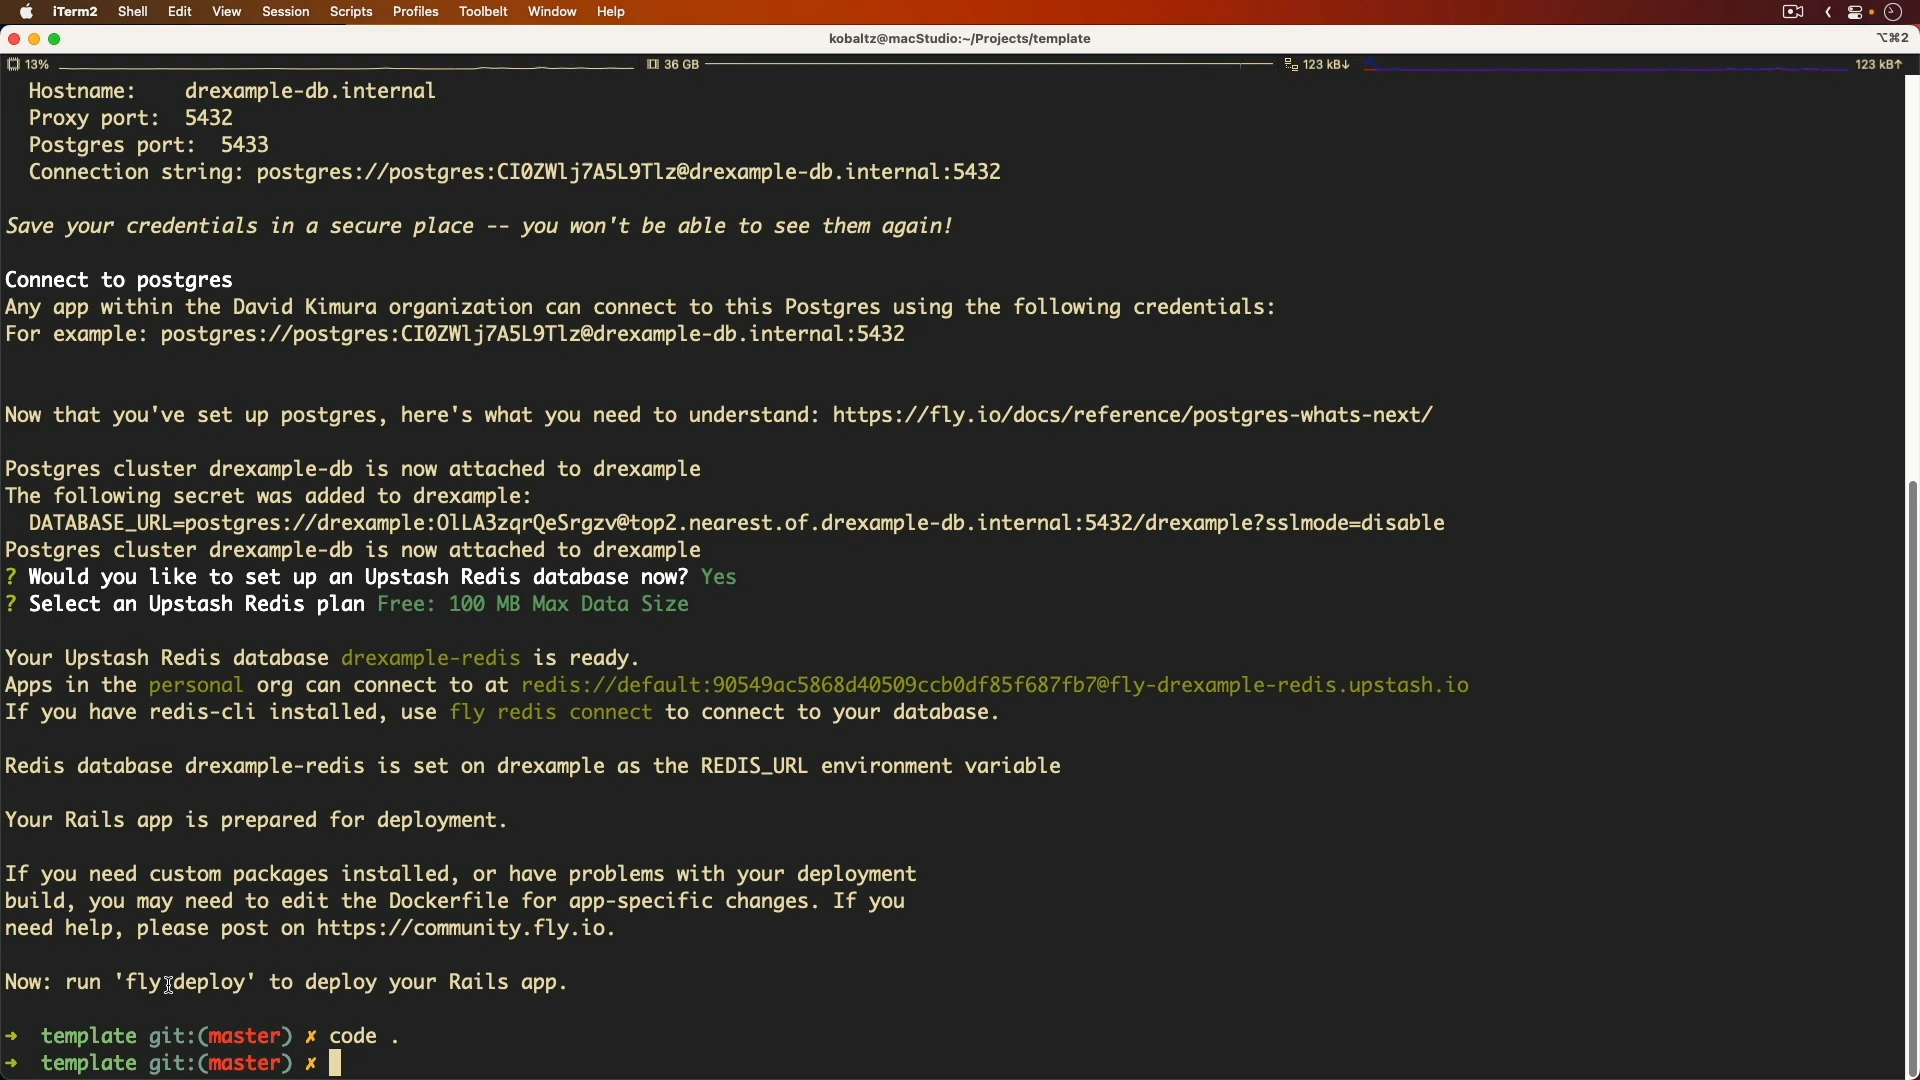 iTerm2 Shell Edit View Session Scripts Profiles Toolbelt Window Help
kobaltz@macStudio:~/Projects/template
⌥⌘2
13% 36 GB 123 kB↓ 123 kB↑
Hostname: drexample-db.internal
Proxy port: 5432
Postgres port: 5433
Connection string: postgres://postgres:CI0ZWlj7A5L9Tlz@drexample-db.internal:5432
Save your credentials in a secure place -- you won't be able to see them again!
Connect to postgres
Any app within the David Kimura organization can connect to this Postgres using the following credentials:
For example: postgres://postgres:CI0ZWlj7A5L9Tlz@drexample-db.internal:5432
Now that you've set up postgres, here's what you need to understand: https://fly.io/docs/reference/postgres-whats-next/
Postgres cluster drexample-db is now attached to drexample
The following secret was added to drexample:
DATABASE_URL=postgres://drexample:OlLA3zqrQeSrgzv@top2.nearest.of.drexample-db.internal:5432/drexample?sslmode=disable
Postgres cluster drexample-db is now attached to drexample
? Would you like to set up an Upstash Redis database now? Yes
? Select an Upstash Redis plan Free: 100 MB Max Data Size
Your Upstash Redis database drexample-redis is ready.
Apps in the personal org can connect to at redis://default:90549ac5868d40509ccb0df85f687fb7@fly-drexample-redis.upstash.io
If you have redis-cli installed, use fly redis connect to connect to your database.
Redis database drexample-redis is set on drexample as the REDIS_URL environment variable
Your Rails app is prepared for deployment.
If you need custom packages installed, or have problems with your deployment
build, you may need to edit the Dockerfile for app-specific changes. If you
need help, please post on https://community.fly.io.
Now: run 'fly deploy' to deploy your Rails app.
→ template git:(master) ✗ code .
→ template git:(master) ✗